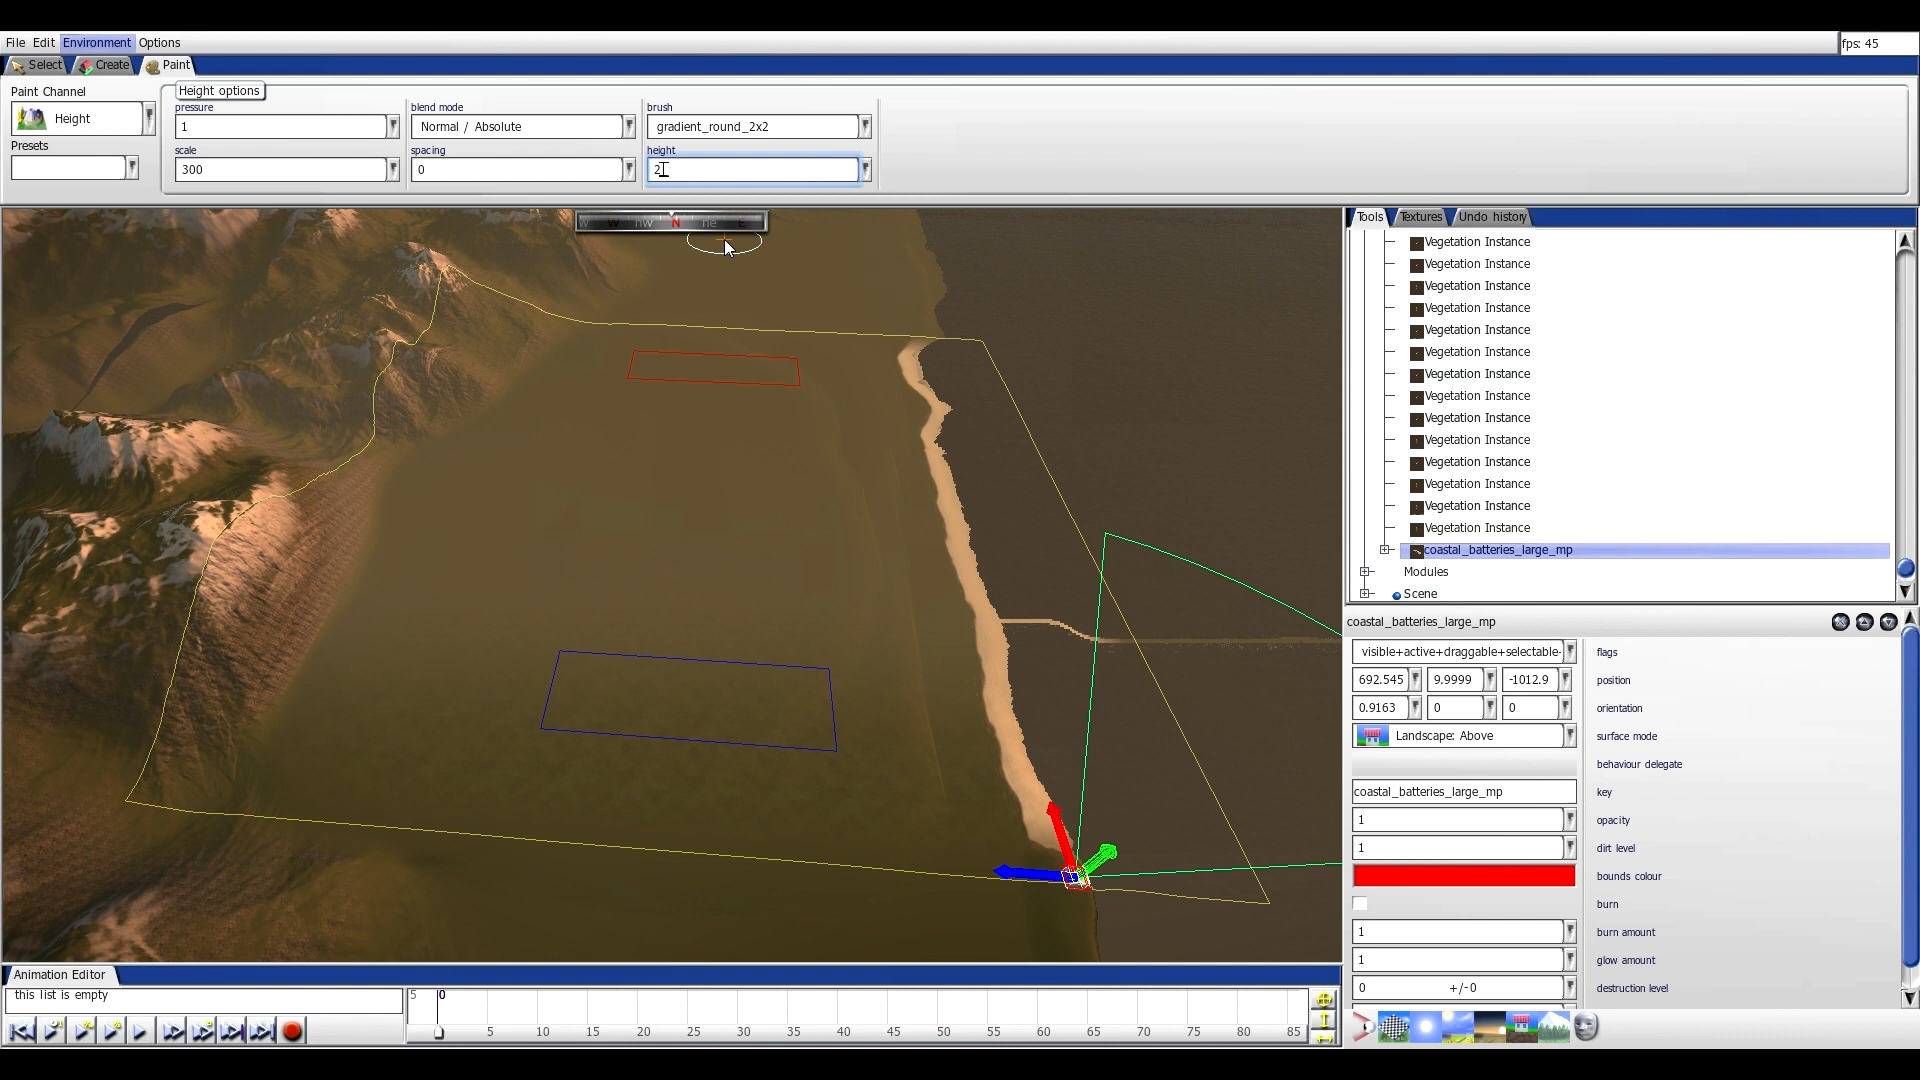 File Edit Environment Options
fps: 45
Select Create Paint
Paint Channel
Height
Presets
Height options
pressure
1
scale
300
blend mode
Normal / Absolute
spacing
0
brush
gradient_round_2x2
height
2
W nW N ne E
Tools Textures Undo history
Vegetation Instance
Vegetation Instance
Vegetation Instance
Vegetation Instance
Vegetation Instance
Vegetation Instance
Vegetation Instance
Vegetation Instance
Vegetation Instance
Vegetation Instance
Vegetation Instance
Vegetation Instance
Vegetation Instance
Vegetation Instance
coastal_batteries_large_mp
Modules
Scene
coastal_batteries_large_mp
visible+active+draggable+selectable- flags
692.545 9.9999 -1012.9 position
0.9163 0 0 orientation
Landscape: Above surface mode
behaviour delegate
coastal_batteries_large_mp key
1 opacity
1 dirt level
bounds colour
burn
1 burn amount
1 glow amount
0 +/-0 destruction level
Animation Editor
this list is empty
5 0
5 10 15 20 25 30 35 40 45 50 55 60 65 70 75 80 85